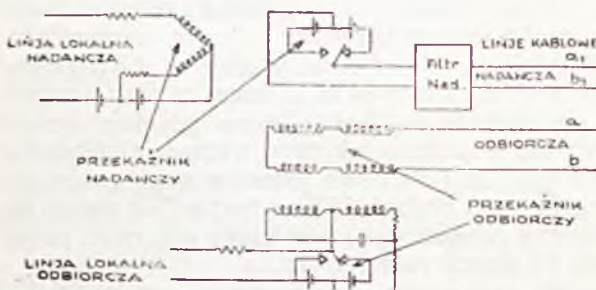 LINJA LOKALNA
NADAWCZA
PRZEKAŹNIK
NADAWCZY
Filtr
Nad.
LINJE KABLOWE
a₁
NADAWCZA
b₁
a
ODBIORCZA
b
PRZEKAŹNIK
ODBIORCZY
LINJA LOKALNA
ODBIORCZA